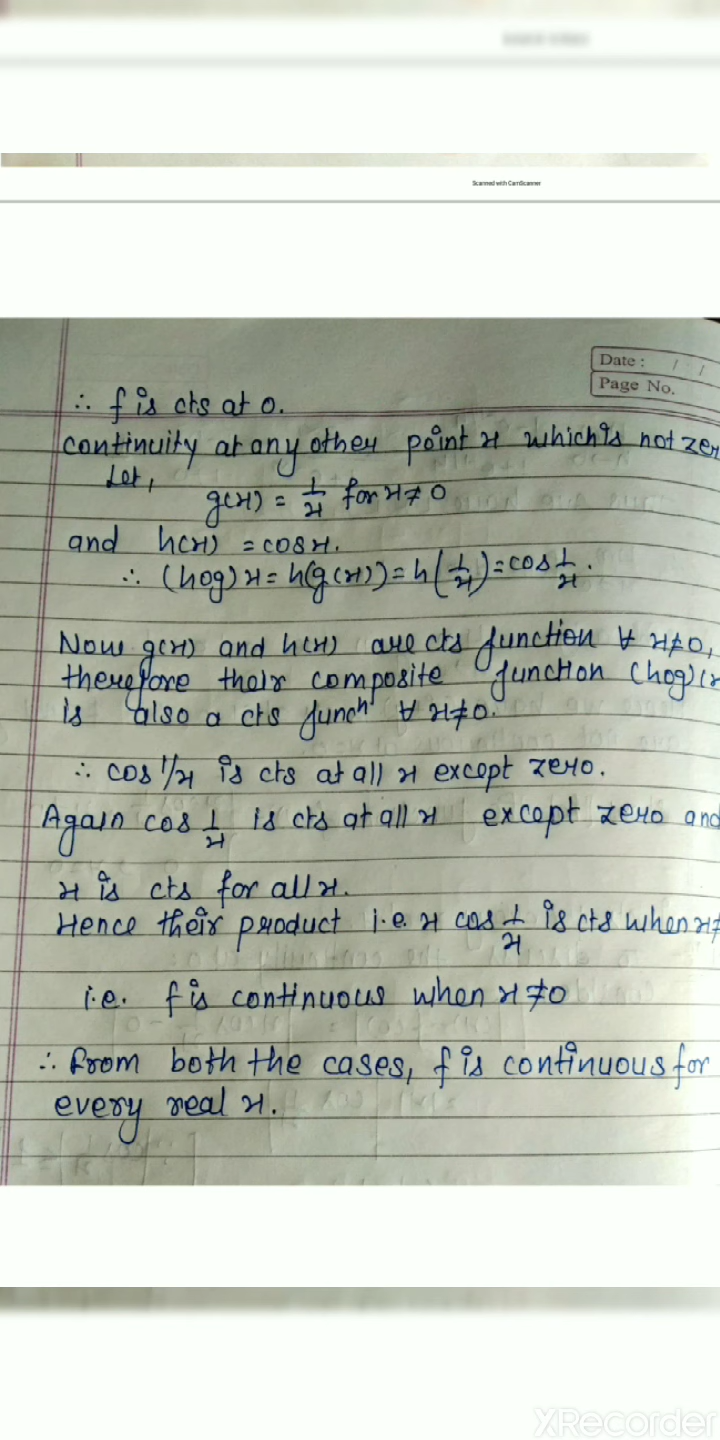 Scanned with CamScanner
Date : / /
Page No.
∴ f is cts at 0.
continuity at any other point x which is not zer
Let,
g(x) = 1/x for x ≠ 0
and h(x) = cos x.
∴ (hog) x = h(g(x)) = h(1/x) = cos 1/x .
Now g(x) and h(x) are cts function ∀ x ≠ 0,
therefore their composite function (hog)(x
is also a cts funcⁿ ∀ x ≠ 0.
∴ cos 1/x is cts at all x except zero.
Again cos 1/x is cts at all x except zero and
x is cts for all x.
Hence their product i.e. x cos 1/x is cts when x ≠
i.e. f is continuous when x ≠ 0
∴ from both the cases, f is continuous for
every real x.
XRecorder